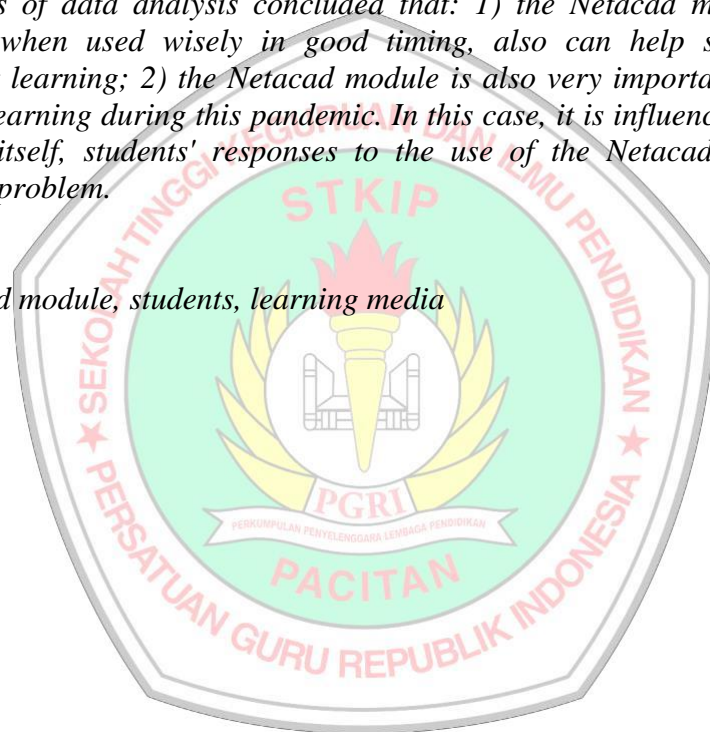 s of data analysis concluded that: 1) the Netacad m
when used wisely in good timing, also can help s
learning; 2) the Netacad module is also very importa
earning during this pandemic. In this case, it is influenc
itself, students' responses to the use of the Netacad
problem.
d module, students, learning media
SEKOLAH TINGGI KEGURUAN DAN ILMU PENDIDIKAN
STKIP
PGRI
PERKUMPULAN PENYELENGGARA LEMBAGA PENDIDIKAN
PACITAN
★ PERSATUAN GURU REPUBLIK INDONESIA ★